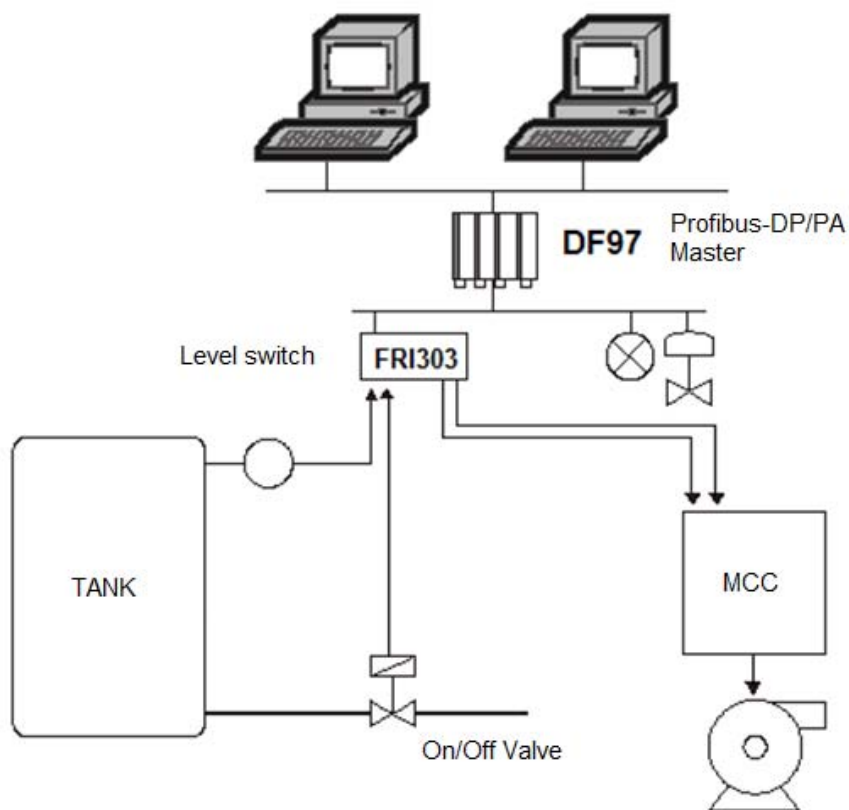 DF97
Profibus-DP/PA
Master
Level switch
FRI303
TANK
MCC
On/Off Valve